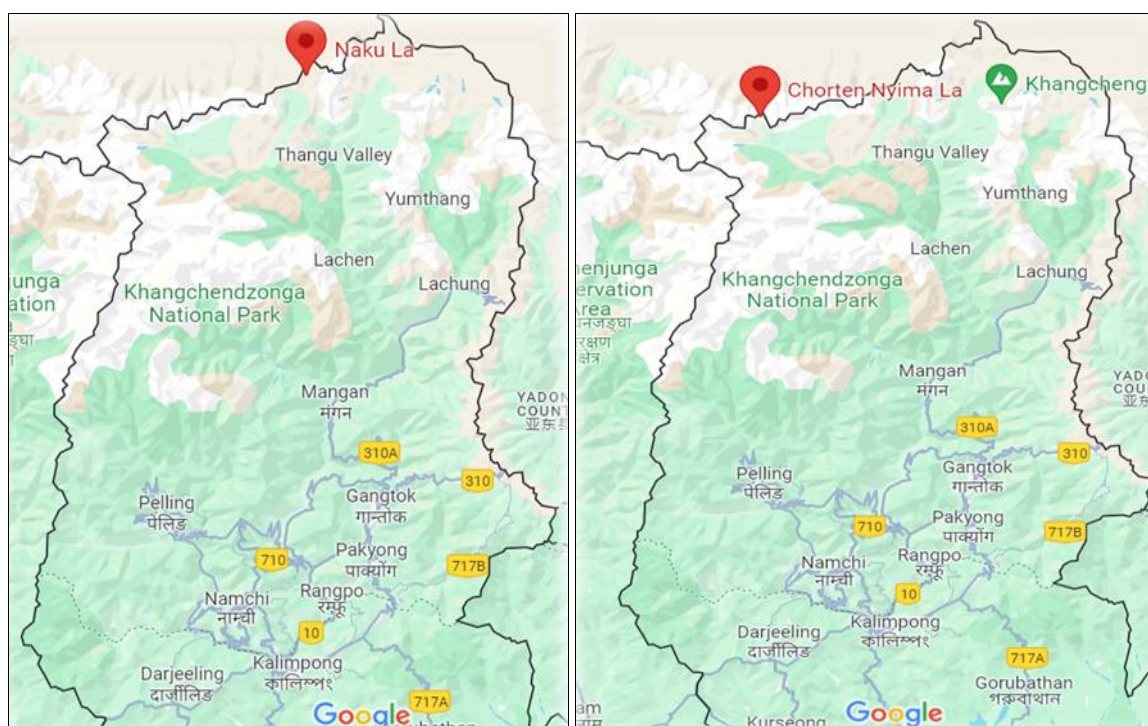 Naku La
Thangu Valley
Yumthang
Lachen
Lachung
Khangchendzonga
National Park
Mangan
मंगन
YADON
COUNT
310A
310
Pelling
पेलिङ
Gangtok
गान्तोक
710
Pakyong
पाक्योंग
717B
Namchi
नाम्ची
Rangpo
रम्फू
10
Darjeeling
दार्जीलिङ
Kalimpong
कालिम्पंग
717A
Google
Chorten Nyima La
Khangcheng
Thangu Valley
Yumthang
Lachen
Lachung
Khangchendzonga
National Park
Mangan
मंगन
310A
310
Pelling
पेलिङ
Gangtok
गान्तोक
710
Pakyong
पाक्योंग
717B
Namchi
नाम्ची
Rangpo
रम्फू
10
Darjeeling
दार्जीलिङ
Kalimpong
कालिम्पंग
717A
Gorubathan
गरुबाथान
Google
Kurseong